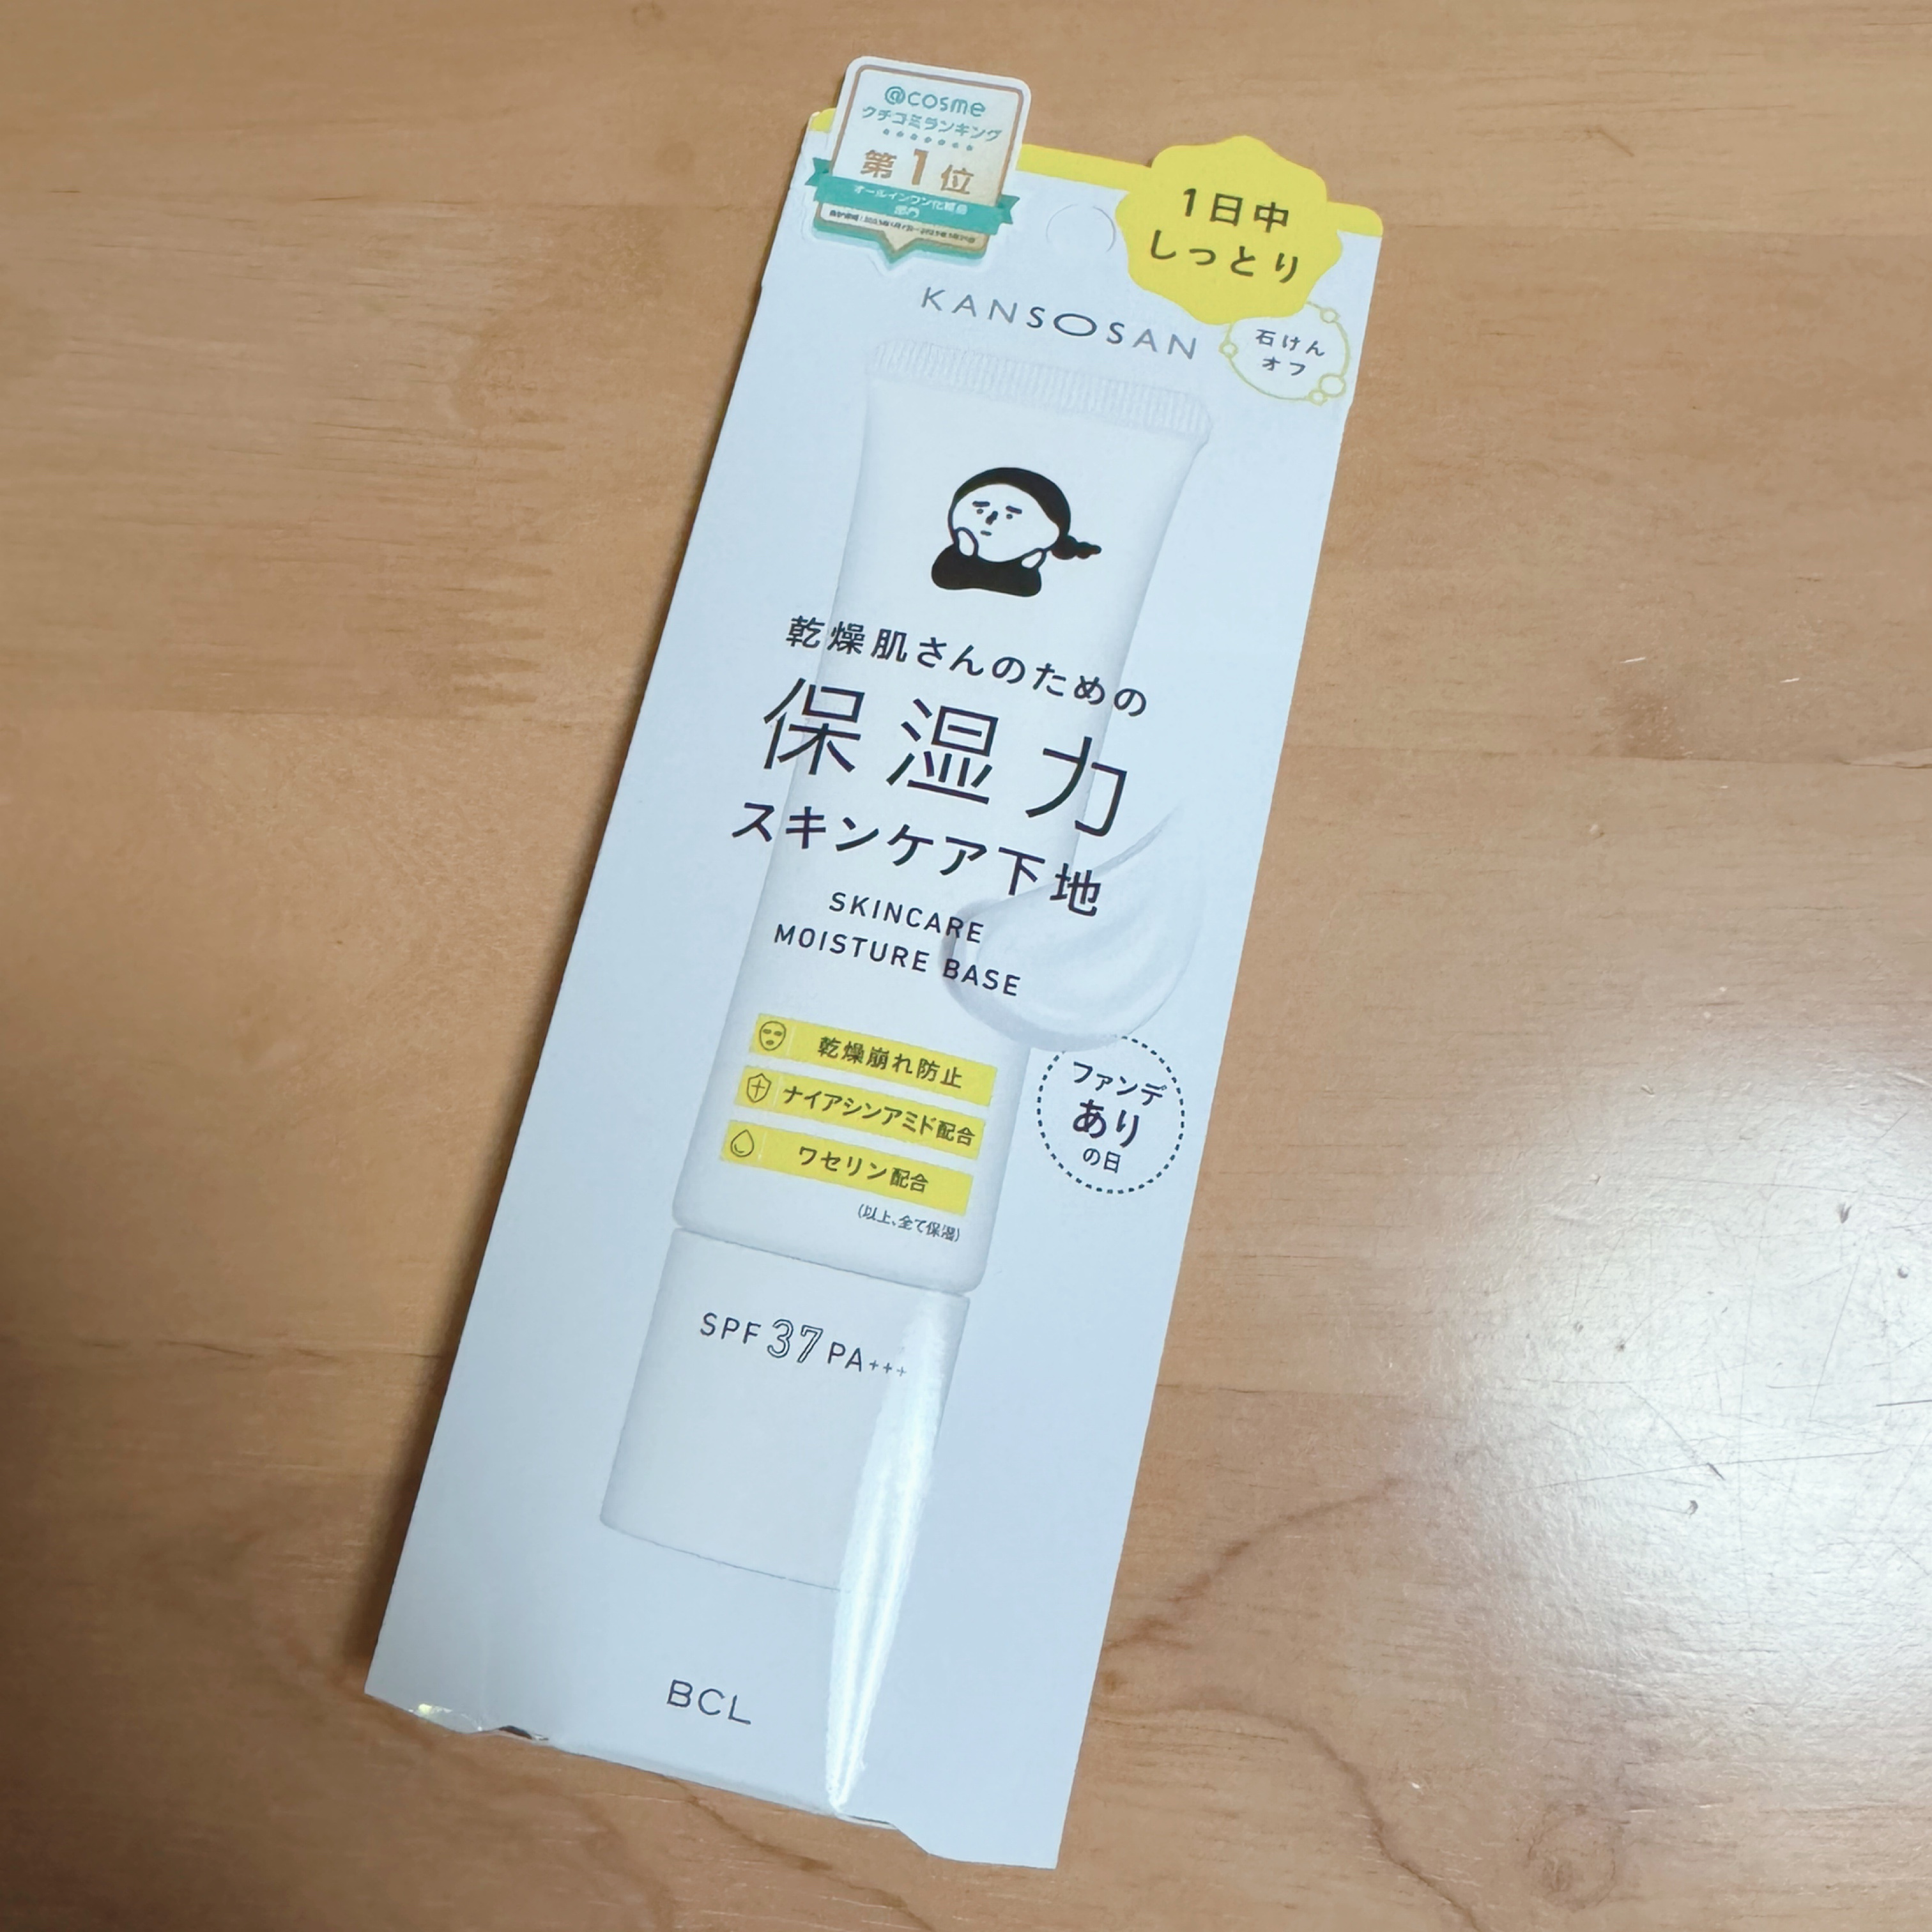 @cosme
クチコミランキング
第1位
オールインワン化粧品
部門
1日中
しっとり
KANSOSAN
石けん
オフ
乾燥肌さんのための
保湿力
スキンケア下地
SKINCARE
MOISTURE BASE
乾燥崩れ防止
ナイアシンアミド配合
ワセリン配合
(以上、全て保湿)
ファンデ
あり
の日
SPF37 PA+++
BCL